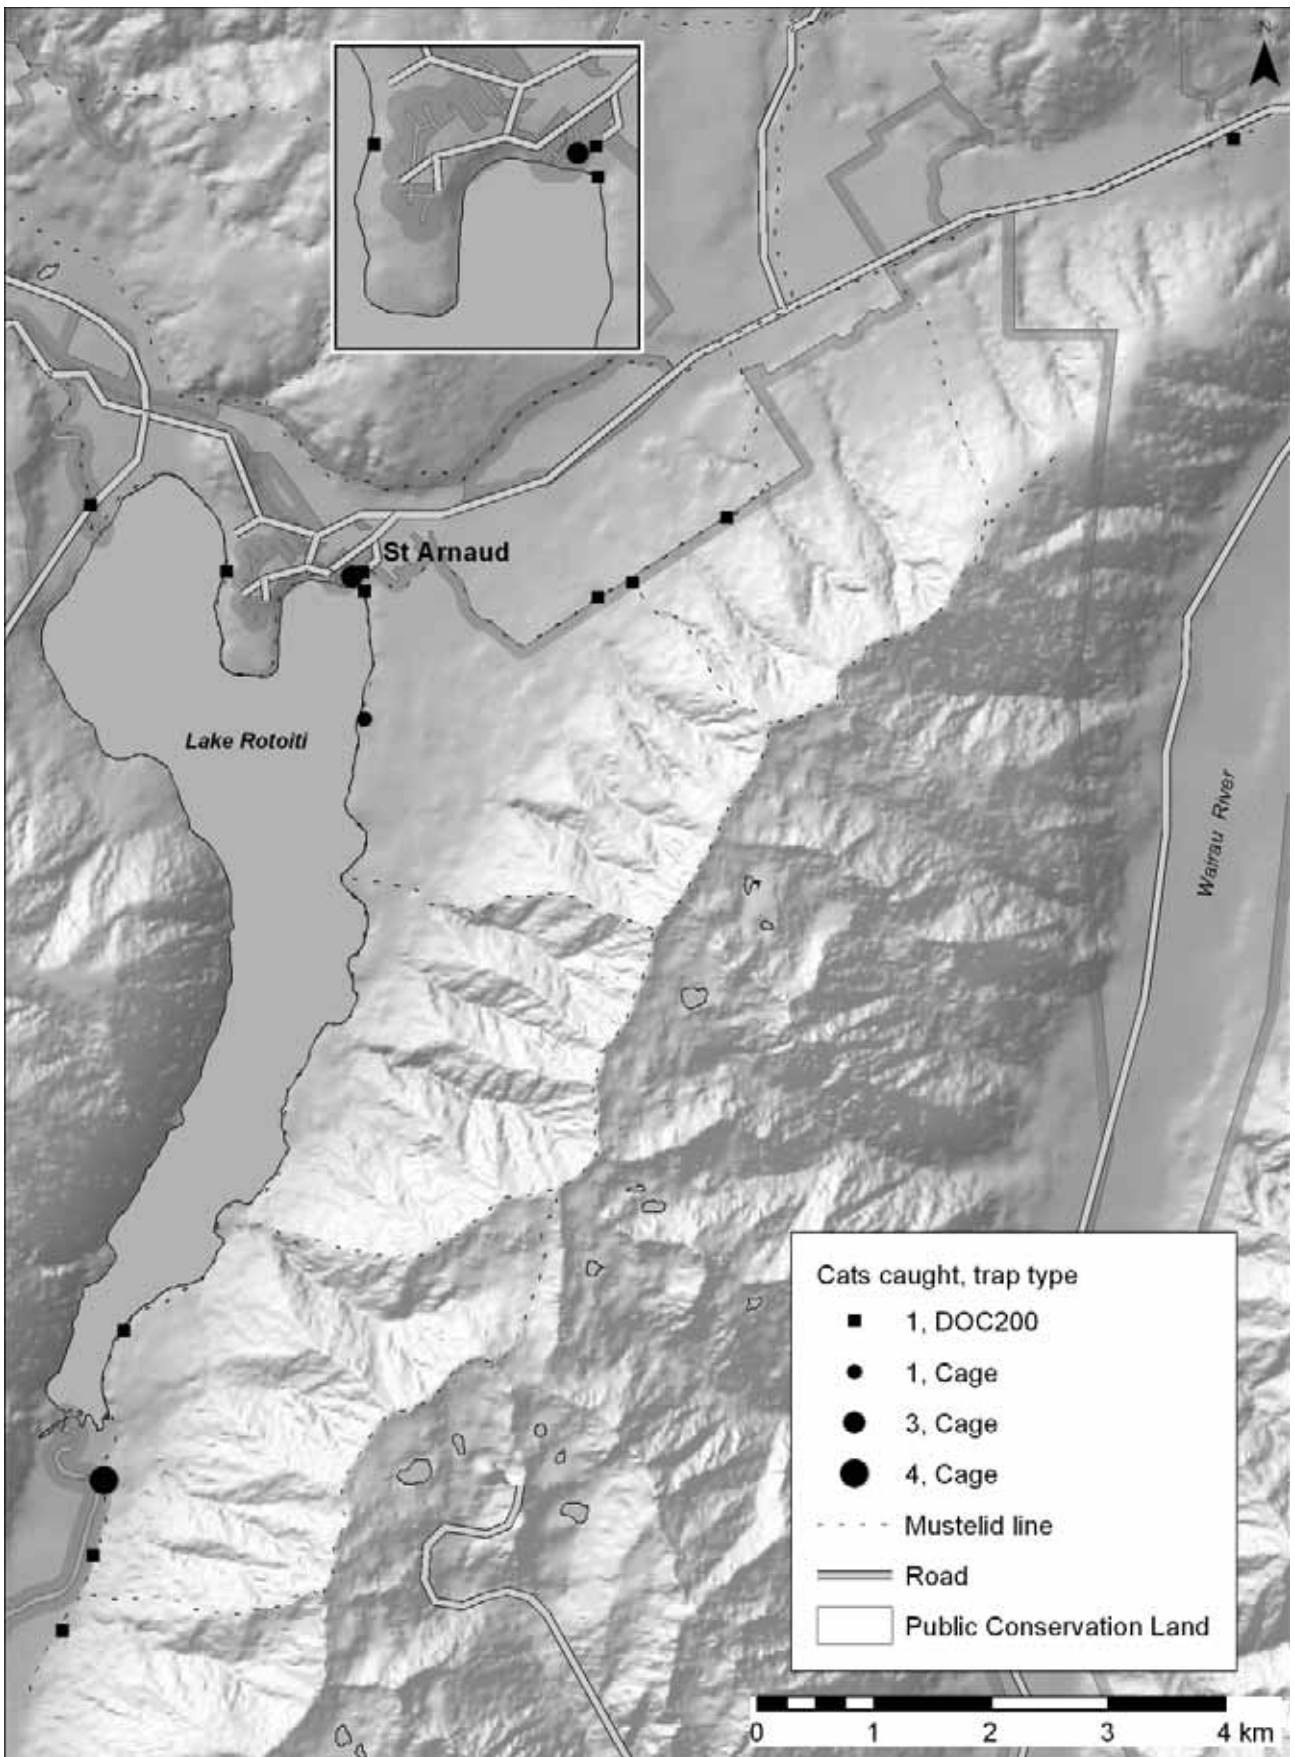 N
St Arnaud
Lake Rotoiti
Wairau River
Cats caught, trap type
1, DOC200
1, Cage
3, Cage
4, Cage
Mustelid line
Road
Public Conservation Land
0 1 2 3 4 km